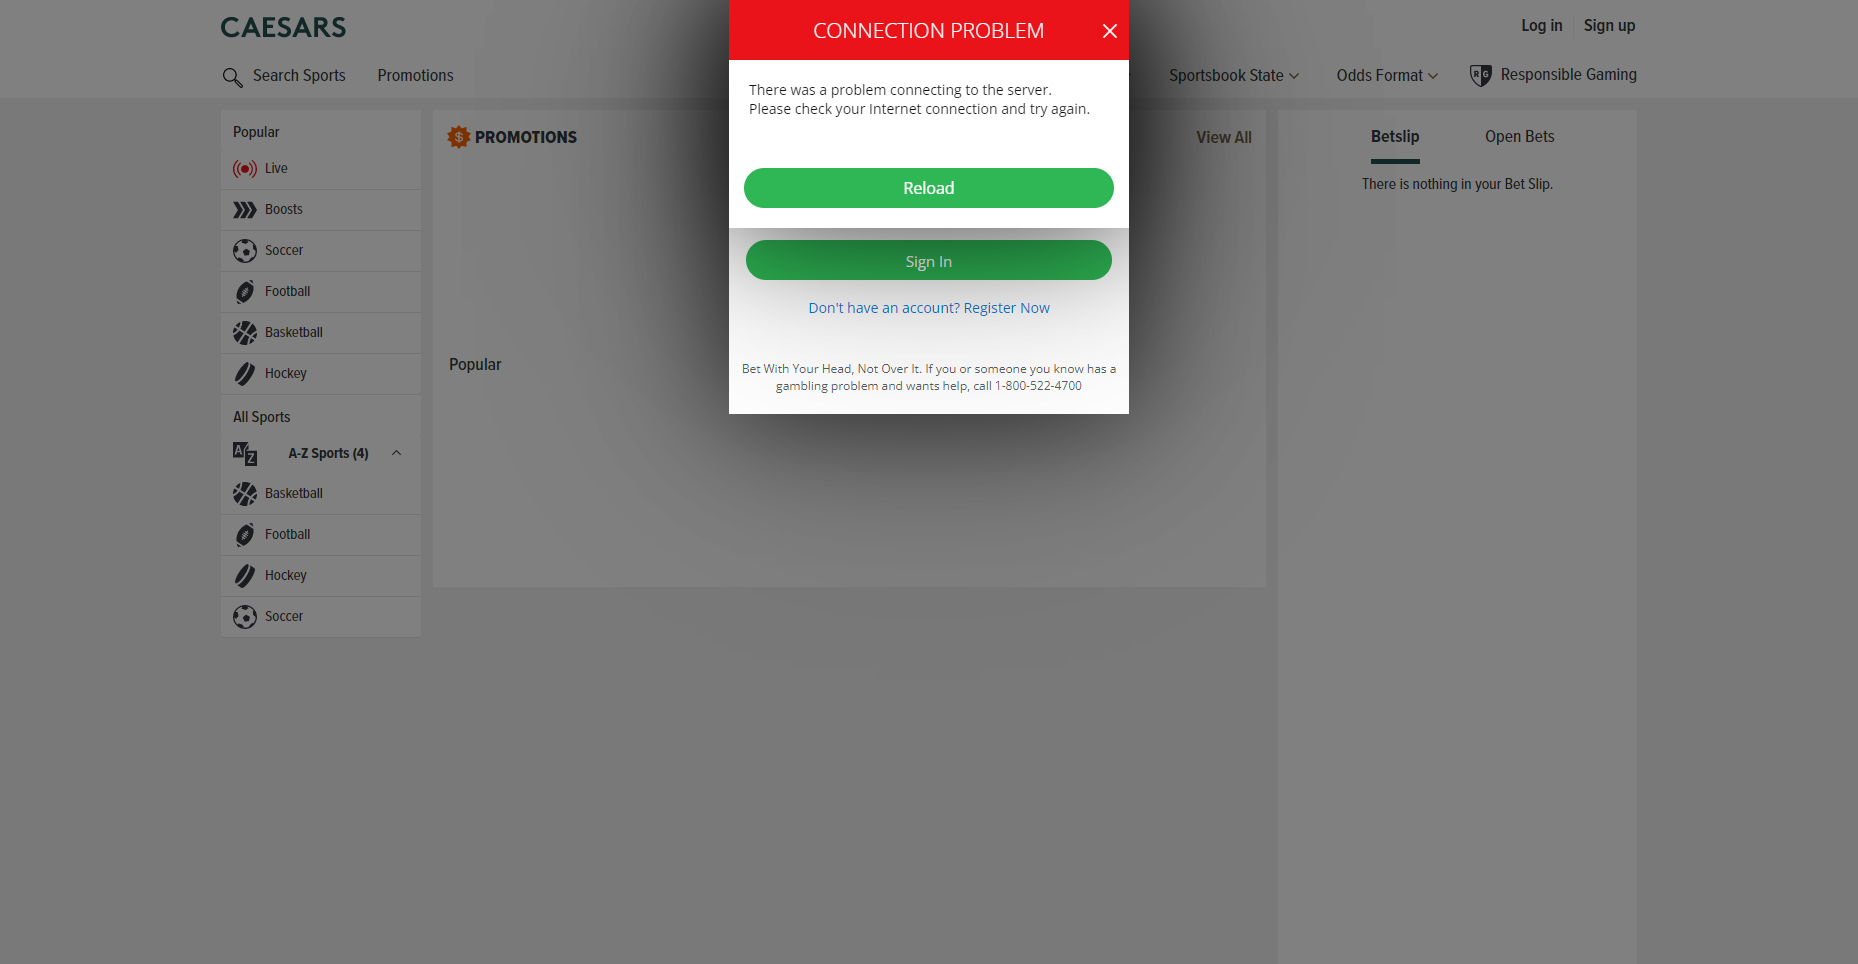 CAESARS
Log in
Sign up
Search Sports
Promotions
Sportsbook State
Odds Format
RG
Responsible Gaming
CONNECTION PROBLEM
There was a problem connecting to the server.
Please check your Internet connection and try again.
Reload
Sign In
Don't have an account? Register Now
Bet With Your Head, Not Over It. If you or someone you know has a
gambling problem and wants help, call 1-800-522-4700
Popular
Live
Boosts
Soccer
Football
Basketball
Hockey
All Sports
A/Z
A-Z Sports (4)
Basketball
Football
Hockey
Soccer
$
PROMOTIONS
View All
Popular
Betslip
Open Bets
There is nothing in your Bet Slip.